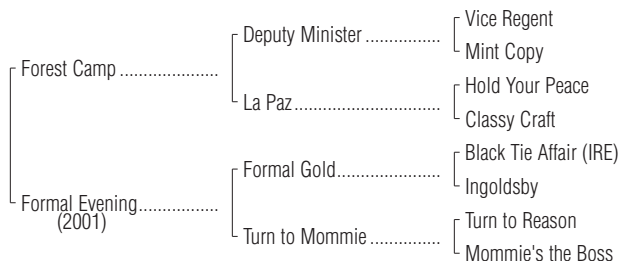 Vice Regent
Deputy Minister ................
Mint Copy
Forest Camp .....................
Hold Your Peace
La Paz...............................
Classy Craft
Black Tie Affair (IRE)
Formal Gold......................
Ingoldsby
Formal Evening.................
(2001)
Turn to Reason
Turn to Mommie ...............
Mommie's the Boss